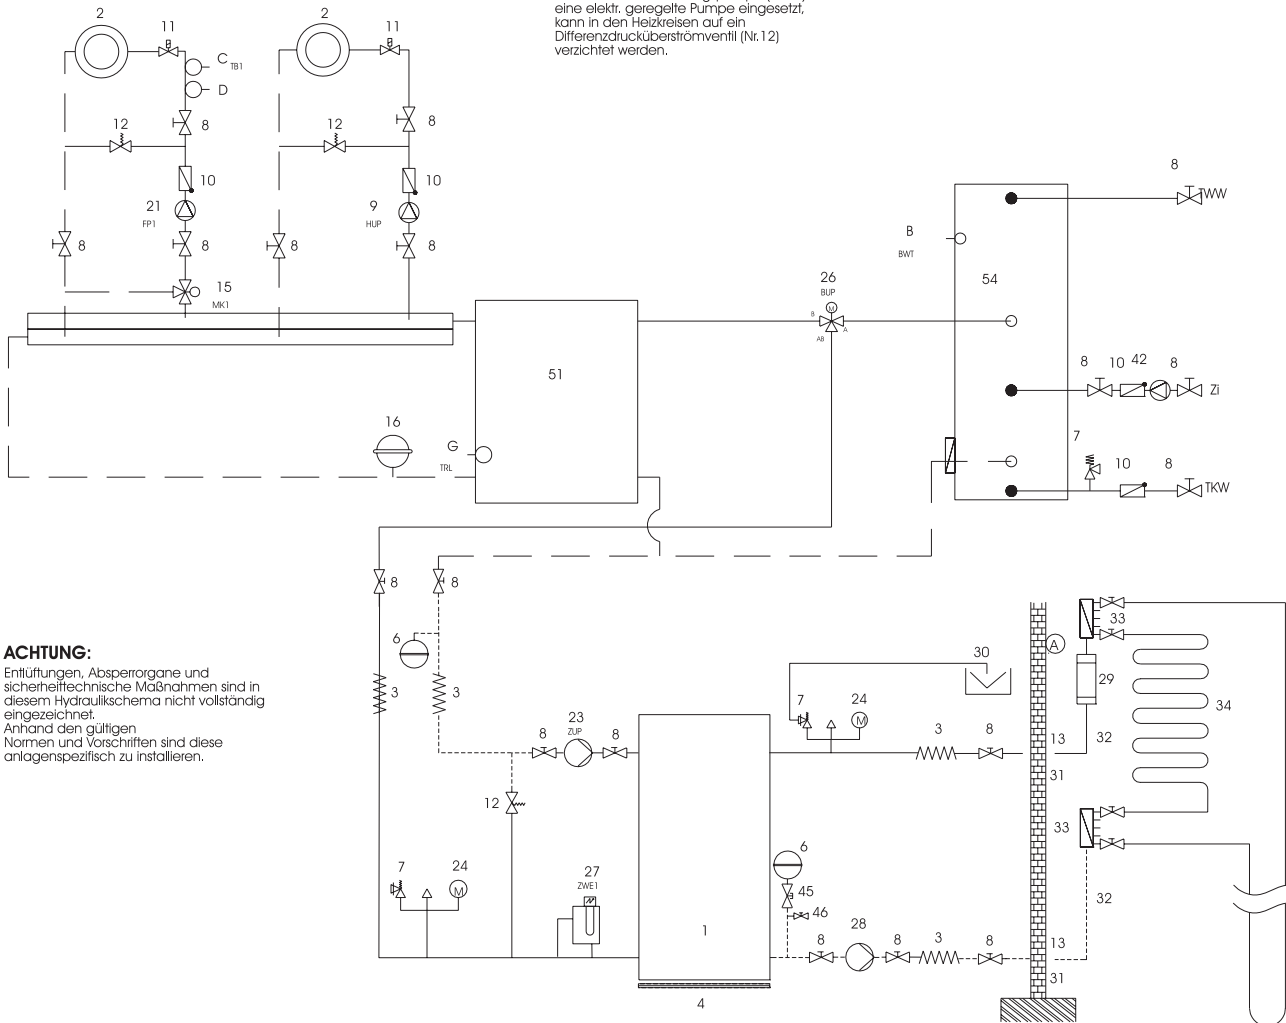 eine elektr. geregelte Pumpe eingesetzt,
kann in den Heizkreisen auf ein
Differenzdrucküberströmventil (Nr.12)
verzichtet werden.
2
11
2
11
C
TB1
D
8
8
12
12
10
10
21
FP1
9
HUP
8
8
8
8
15
MK1
8
TWW
B
BWT
54
26
BUP
M
B
A
AB
51
8
10
42
8
Zi
16
G
TRL
7
10
8
TKW
8
8
6
3
3
ACHTUNG:
Entlüftungen, Absperrorgane und
sicherheittechnische Maßnahmen sind in
diesem Hydraulikschema nicht vollständig
eingezeichnet.
Anhand den gültigen
Normen und Vorschriften sind diese
anlagenspezifisch zu installieren.
33
A
30
29
34
7
24
M
23
ZUP
8
8
3
8
13
32
31
12
33
7
24
M
27
ZWE1
6
45
46
32
1
28
8
8
3
8
13
31
4